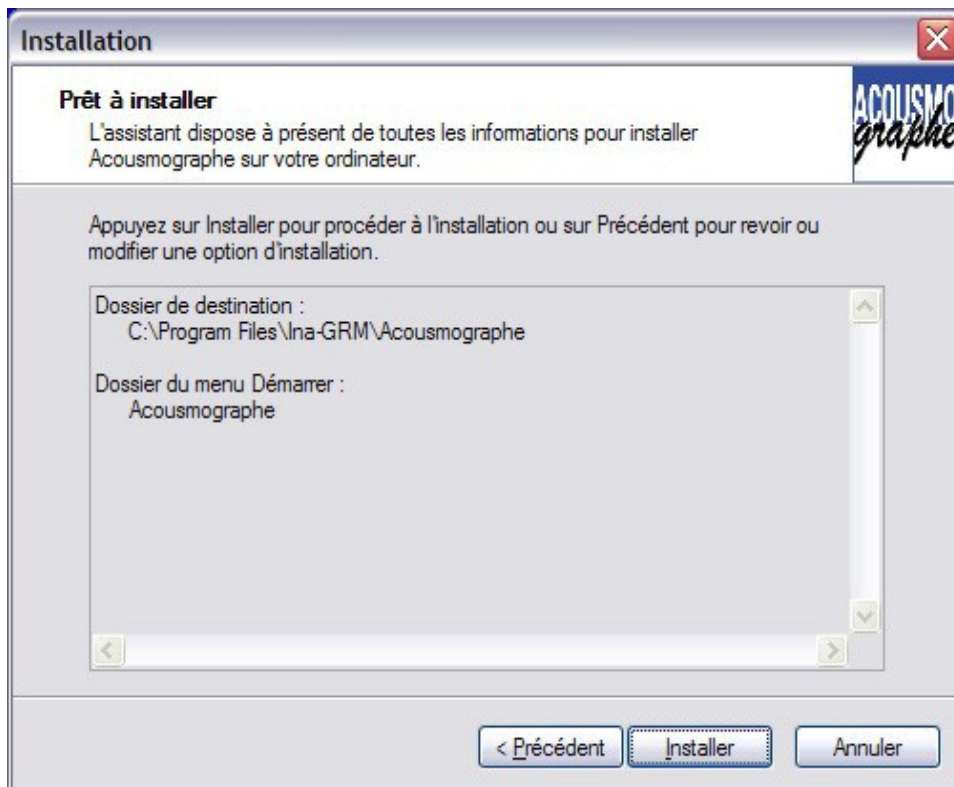 Installation
Prêt à installer
L'assistant dispose à présent de toutes les informations pour installer
Acousmographe sur votre ordinateur.
ACOUSMO
graphe
Appuyez sur Installer pour procéder à l'installation ou sur Précédent pour revoir ou
modifier une option d'installation.
Dossier de destination :
C:\Program Files\Ina-GRM\Acousmographe
Dossier du menu Démarrer :
Acousmographe
< Précédent
Installer
Annuler